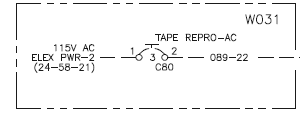 W031
TAPE REPRO-AC
115V AC
ELEX PWR-2
(24-58-21)
1 3 2
C80
089-22